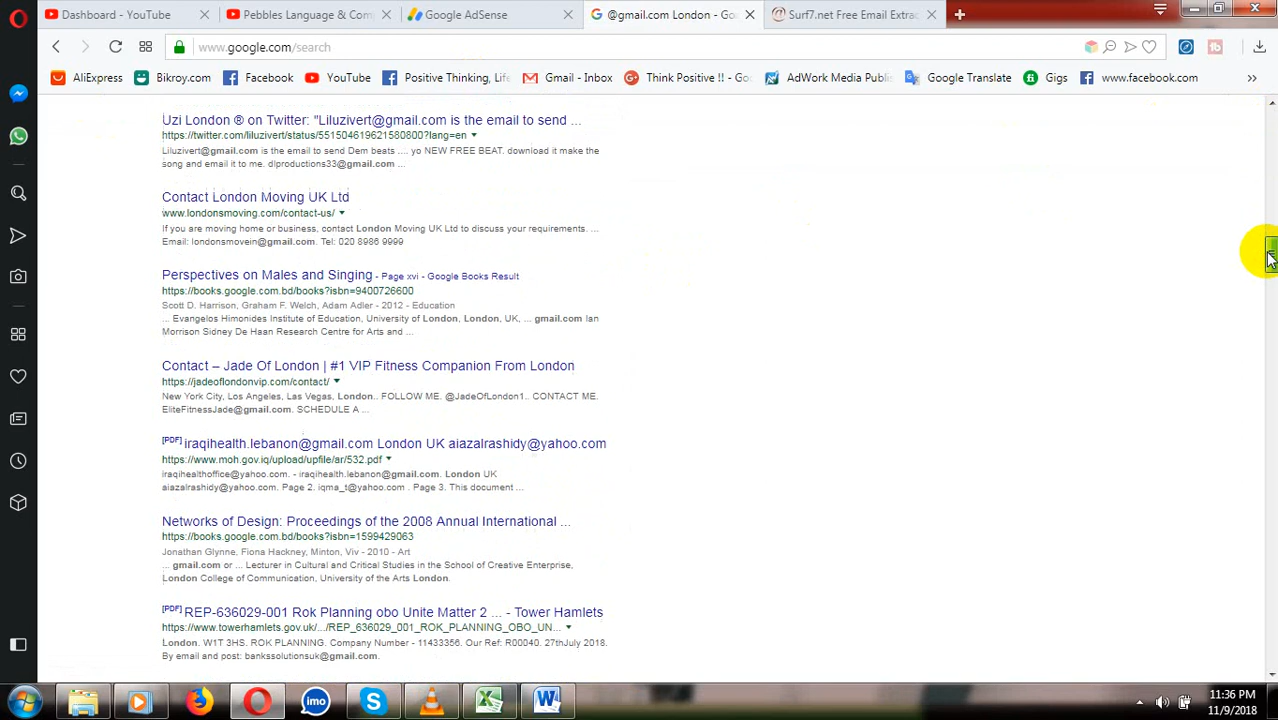 Dashboard - YouTube
Pebbles Language & Com
Google AdSense
@gmail.com London - Go
Surf7.net Free Email Extrac
www.google.com/search
AliExpress
Bikroy.com
Facebook
YouTube
Positive Thinking, Life
Gmail - Inbox
Think Positive !! - Goo
AdWork Media Publis
Google Translate
Gigs
www.facebook.com
Uzi London ® on Twitter: "Liluzivert@gmail.com is the email to send ...
https://twitter.com/liluzivert/status/551504619621580800?lang=en
Liluzivert@gmail.com is the email to send Dem beats .... yo NEW FREE BEAT. download it make the
song and email it to me: dlproductions33@gmail.com ...
Contact London Moving UK Ltd
www.londonsmoving.com/contact-us/
If you are moving home or business, contact London Moving UK Ltd to discuss your requirements. ...
Email: londonsmovein@gmail.com. Tel: 020 8986 9999
Perspectives on Males and Singing - Page xvi - Google Books Result
https://books.google.com.bd/books?isbn=9400726600
Scott D. Harrison, Graham F. Welch, Adam Adler - 2012 - Education
... Evangelos Himonides Institute of Education, University of London, London, UK, ... gmail.com Ian
Morrison Sidney De Haan Research Centre for Arts and ...
Contact – Jade Of London | #1 VIP Fitness Companion From London
https://jadeoflondonvip.com/contact/
New York City, Los Angeles, Las Vegas, London.. FOLLOW ME. @JadeOfLondon1.. CONTACT ME.
EliteFitnessJade@gmail.com. SCHEDULE A ...
[PDF] iraqihealth.lebanon@gmail.com London UK aiazalrashidy@yahoo.com
https://www.moh.gov.iq/upload/upfile/ar/532.pdf
iraqihealthoffice@yahoo.com. - iraqihealth.lebanon@gmail.com. London UK
aiazalrashidy@yahoo.com. Page 2. iqma_t@yahoo.com . Page 3. This document ...
Networks of Design: Proceedings of the 2008 Annual International ...
https://books.google.com.bd/books?isbn=1599429063
Jonathan Glynne, Fiona Hackney, Minton, Viv - 2010 - Art
... gmail.com or ... Lecturer in Cultural and Critical Studies in the School of Creative Enterprise,
London College of Communication, University of the Arts London.
[PDF] REP-636029-001 Rok Planning obo Unite Matter 2 ... - Tower Hamlets
https://www.towerhamlets.gov.uk/.../REP_636029_001_ROK_PLANNING_OBO_UN...
London. W1T 3HS. ROK PLANNING. Company Number - 11433356. Our Ref: R00040. 27thJuly 2018.
By email and post: bankssolutionsuk@gmail.com.
imo
11:36 PM
11/9/2018